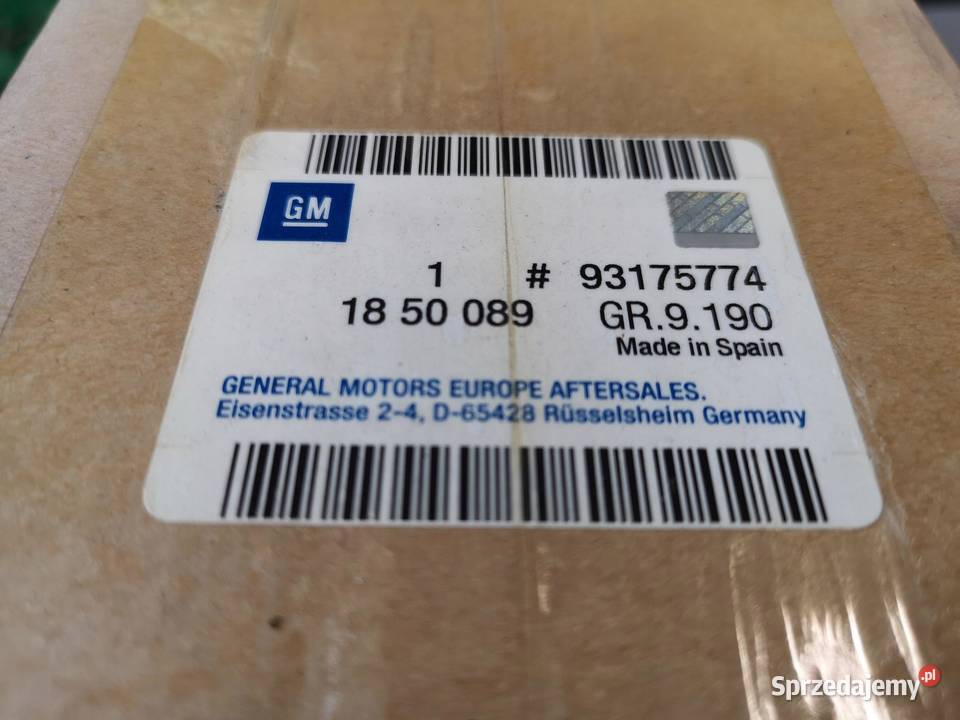 GM
1 # 93175774
18 50 089 GR.9.190
Made in Spain
GENERAL MOTORS EUROPE AFTERSALES.
Eisenstrasse 2-4, D-65428 Rüsselsheim Germany
Sprzedajemy.pl